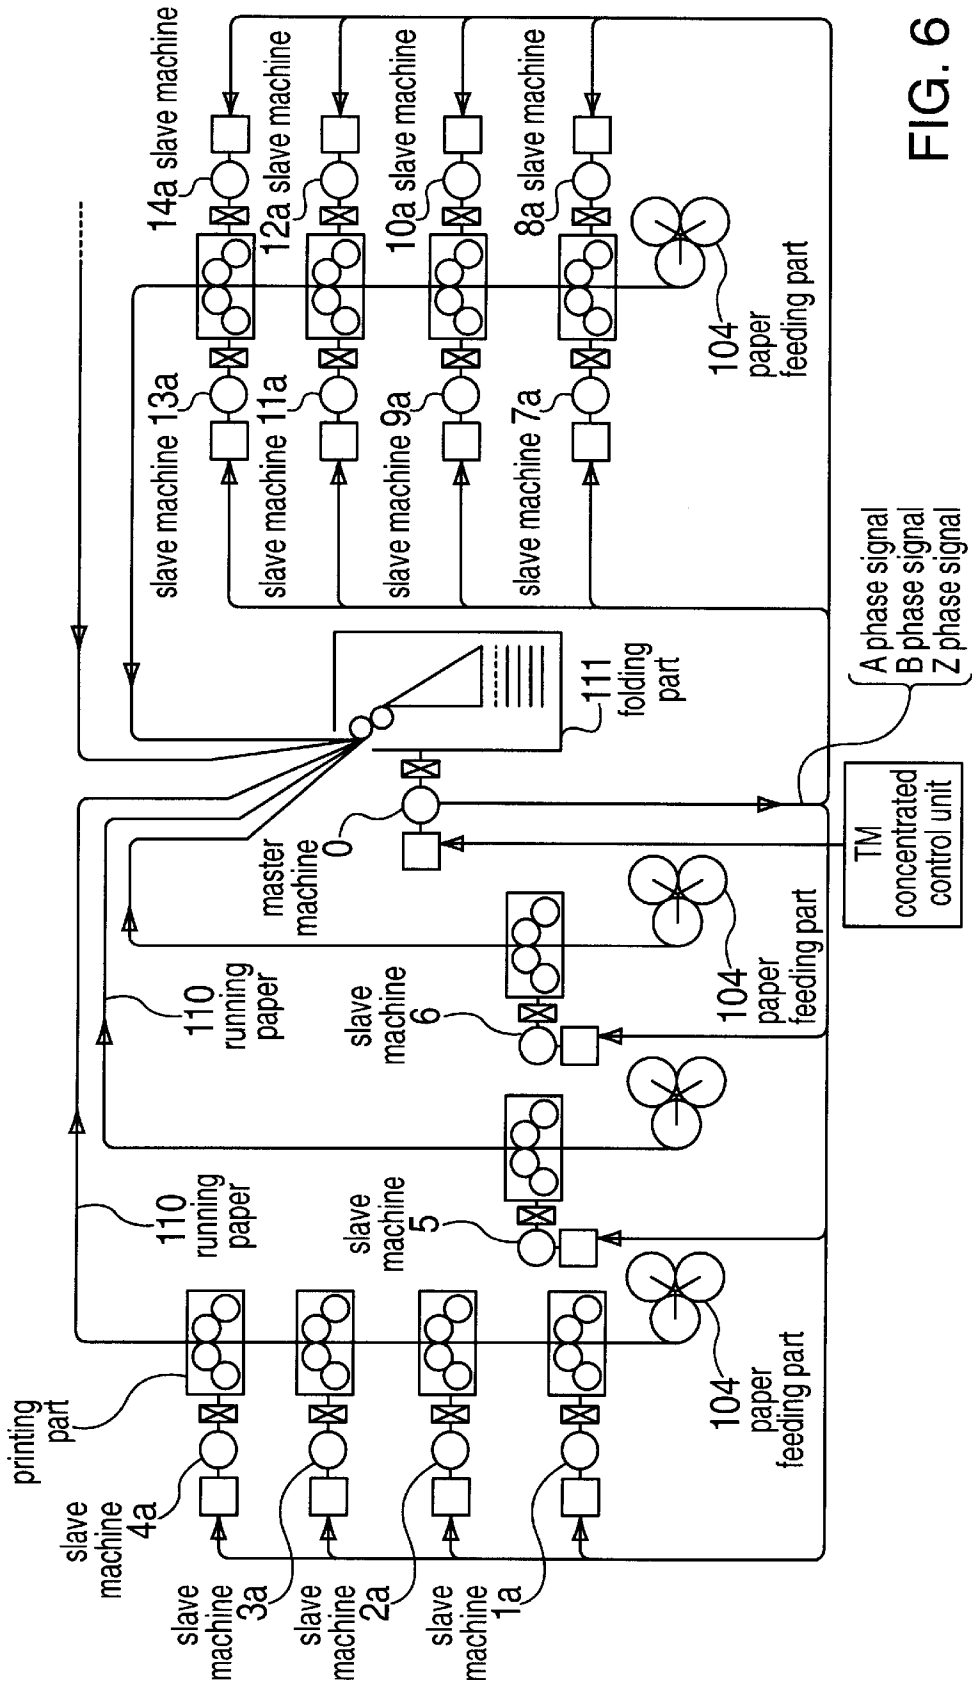 printing
part
slave
machine
4a
slave
machine
3a
slave
machine
2a
slave
machine
1a
110
running
paper
110
running
paper
slave
machine
5
slave
machine
6
104
paper
feeding part
104
paper
feeding part
master
machine
0
111
folding
part
TM
concentrated
control unit
A phase signal
B phase signal
Z phase signal
slave machine 13a
slave machine 11a
slave machine 9a
slave machine 7a
14a slave machine
12a slave machine
10a slave machine
8a slave machine
104
paper
feeding part
FIG. 6